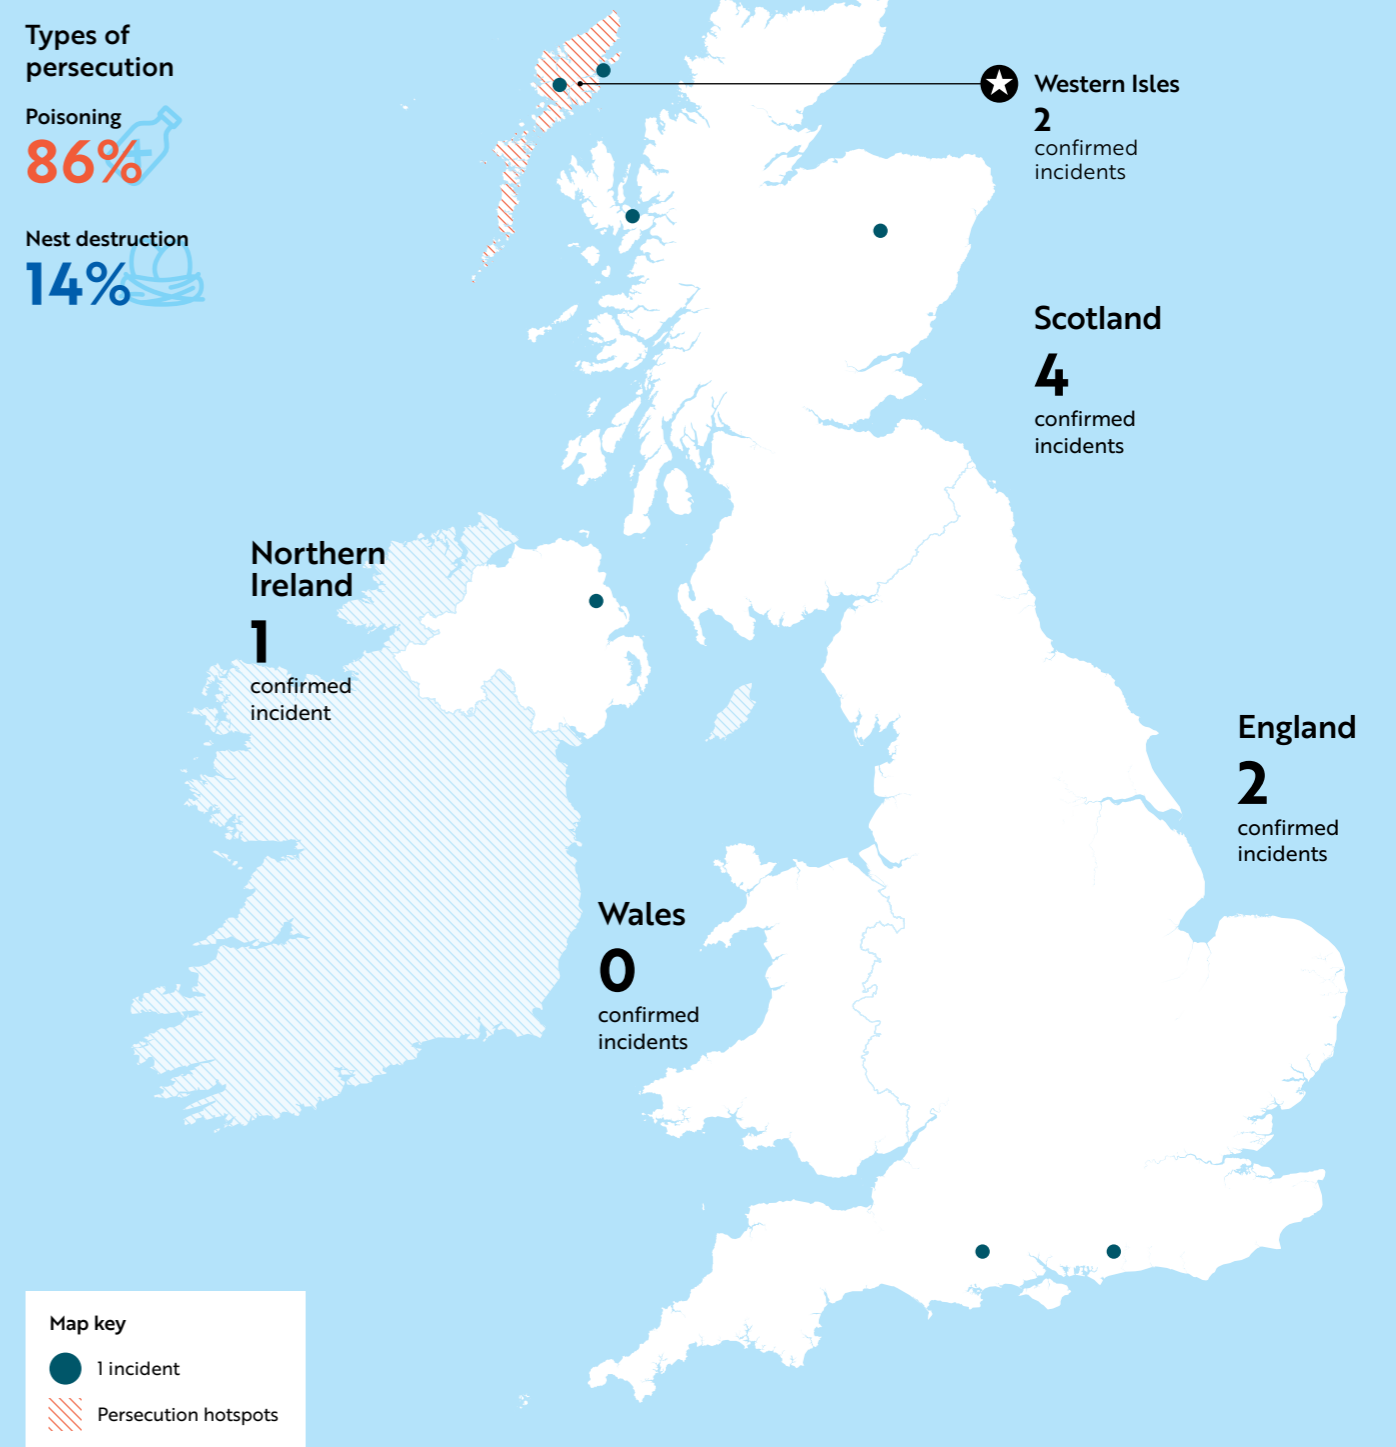 Types of
persecution
Poisoning
86%
Nest destruction
14%
Western Isles
2
confirmed
incidents
Scotland
4
confirmed
incidents
Northern
Ireland
1
confirmed
incident
England
2
confirmed
incidents
Wales
0
confirmed
incidents
Map key
1 incident
Persecution hotspots